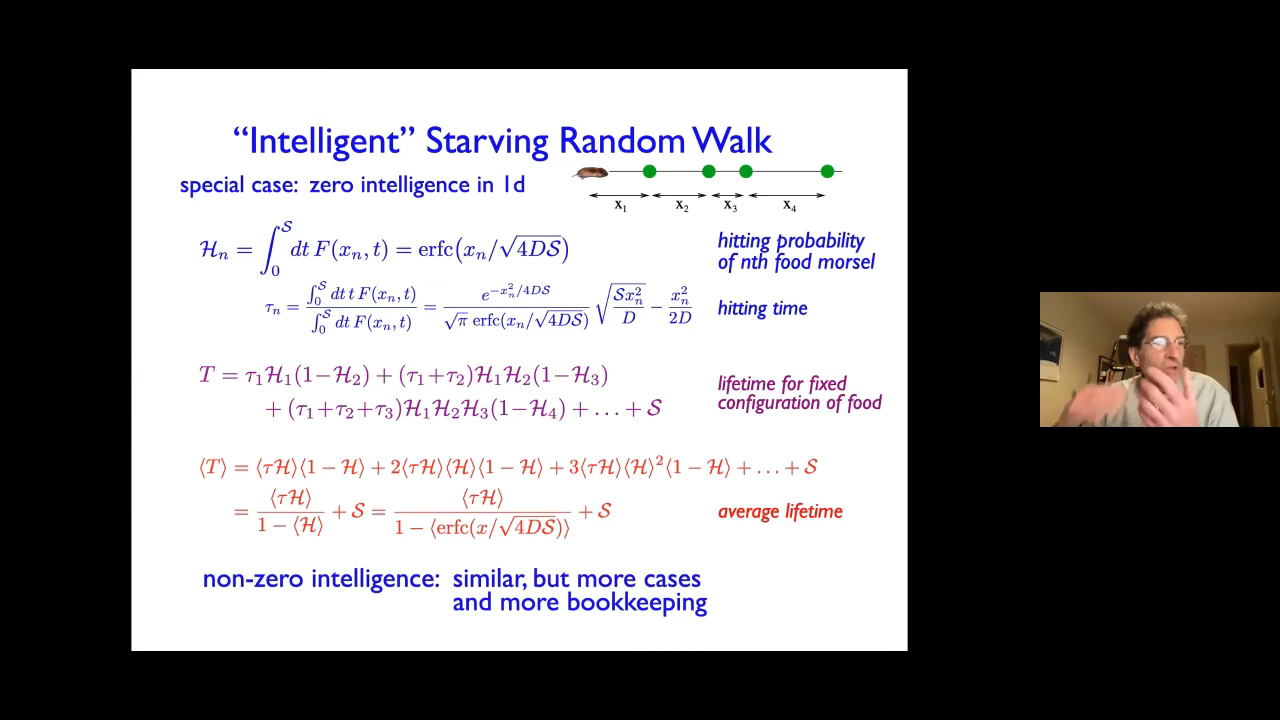 “Intelligent” Starving Random Walk
special case: zero intelligence in 1d
x₁ x₂ x₃ x₄
ℋₙ = ∫₀^𝒮 dt F(xₙ, t) = erfc(xₙ/√4D𝒮)
hitting probability
of nth food morsel
τₙ = ∫₀^𝒮 dt t F(xₙ, t) / ∫₀^𝒮 dt F(xₙ, t) = e^{−xₙ²/4D𝒮} / (√π erfc(xₙ/√4D𝒮)) √(𝒮xₙ²/D) − xₙ²/2D
hitting time
T = τ₁ℋ₁(1−ℋ₂) + (τ₁+τ₂)ℋ₁ℋ₂(1−ℋ₃)
+ (τ₁+τ₂+τ₃)ℋ₁ℋ₂ℋ₃(1−ℋ₄) + … + 𝒮
lifetime for fixed
configuration of food
⟨T⟩ = ⟨τℋ⟩⟨1 − ℋ⟩ + 2⟨τℋ⟩⟨ℋ⟩⟨1 − ℋ⟩ + 3⟨τℋ⟩⟨ℋ⟩²⟨1 − ℋ⟩ + … + 𝒮
= ⟨τℋ⟩ / (1 − ⟨ℋ⟩) + 𝒮 = ⟨τℋ⟩ / (1 − ⟨erfc(x/√4D𝒮)⟩) + 𝒮
average lifetime
non-zero intelligence: similar, but more cases
and more bookkeeping